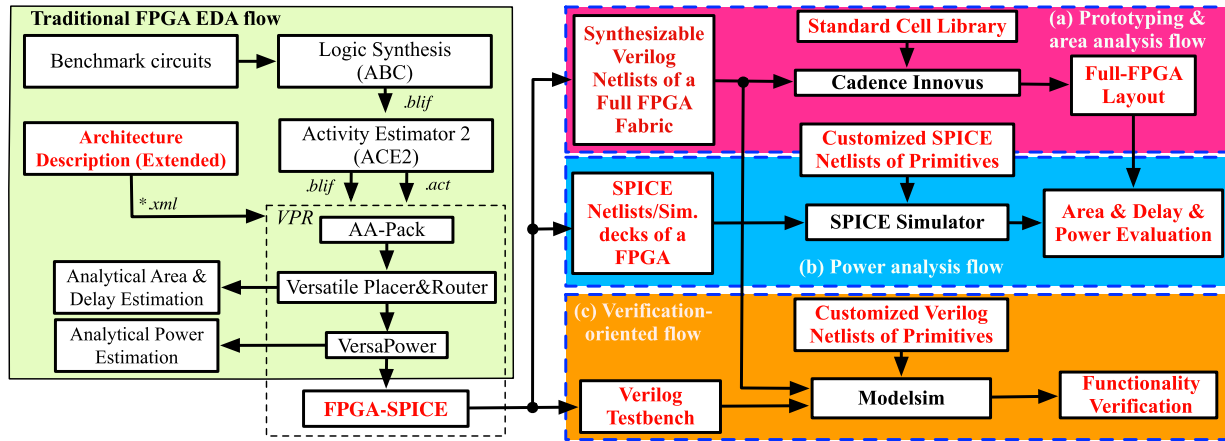 Traditional FPGA EDA flow
Benchmark circuits
Logic Synthesis
(ABC)
.blif
Architecture
Description (Extended)
Activity Estimator 2
(ACE2)
.blif
.act
*.xml
VPR
AA-Pack
Analytical Area &
Delay Estimation
Versatile Placer&Router
Analytical Power
Estimation
VersaPower
FPGA-SPICE
(a) Prototyping &
area analysis flow
Synthesizable
Verilog
Netlists of a
Full FPGA
Fabric
Standard Cell Library
Cadence Innovus
Full-FPGA
Layout
Customized SPICE
Netlists of Primitives
SPICE
Netlists/Sim.
decks of a
FPGA
SPICE Simulator
Area & Delay &
Power Evaluation
(b) Power analysis flow
(c) Verification-
oriented flow
Customized Verilog
Netlists of Primitives
Verilog
Testbench
Modelsim
Functionality
Verification